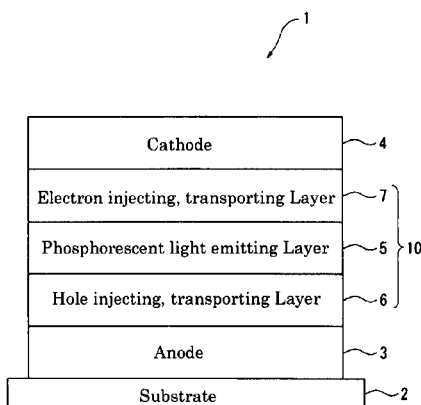 1
Cathode 4
Electron injecting, transporting Layer 7
Phosphorescent light emitting Layer 5 10
Hole injecting, transporting Layer 6
Anode 3
Substrate 2